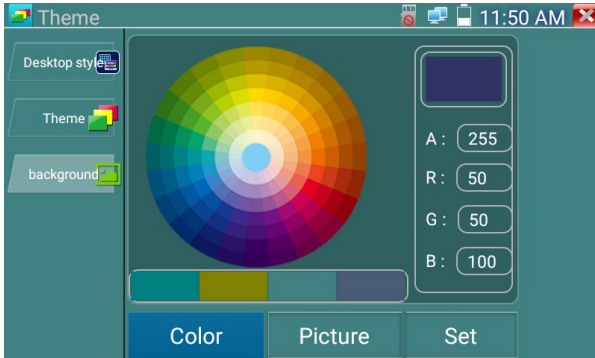 Theme
11:50 AM
Desktop style
Theme
background
A : 255
R : 50
G : 50
B : 100
Color
Picture
Set